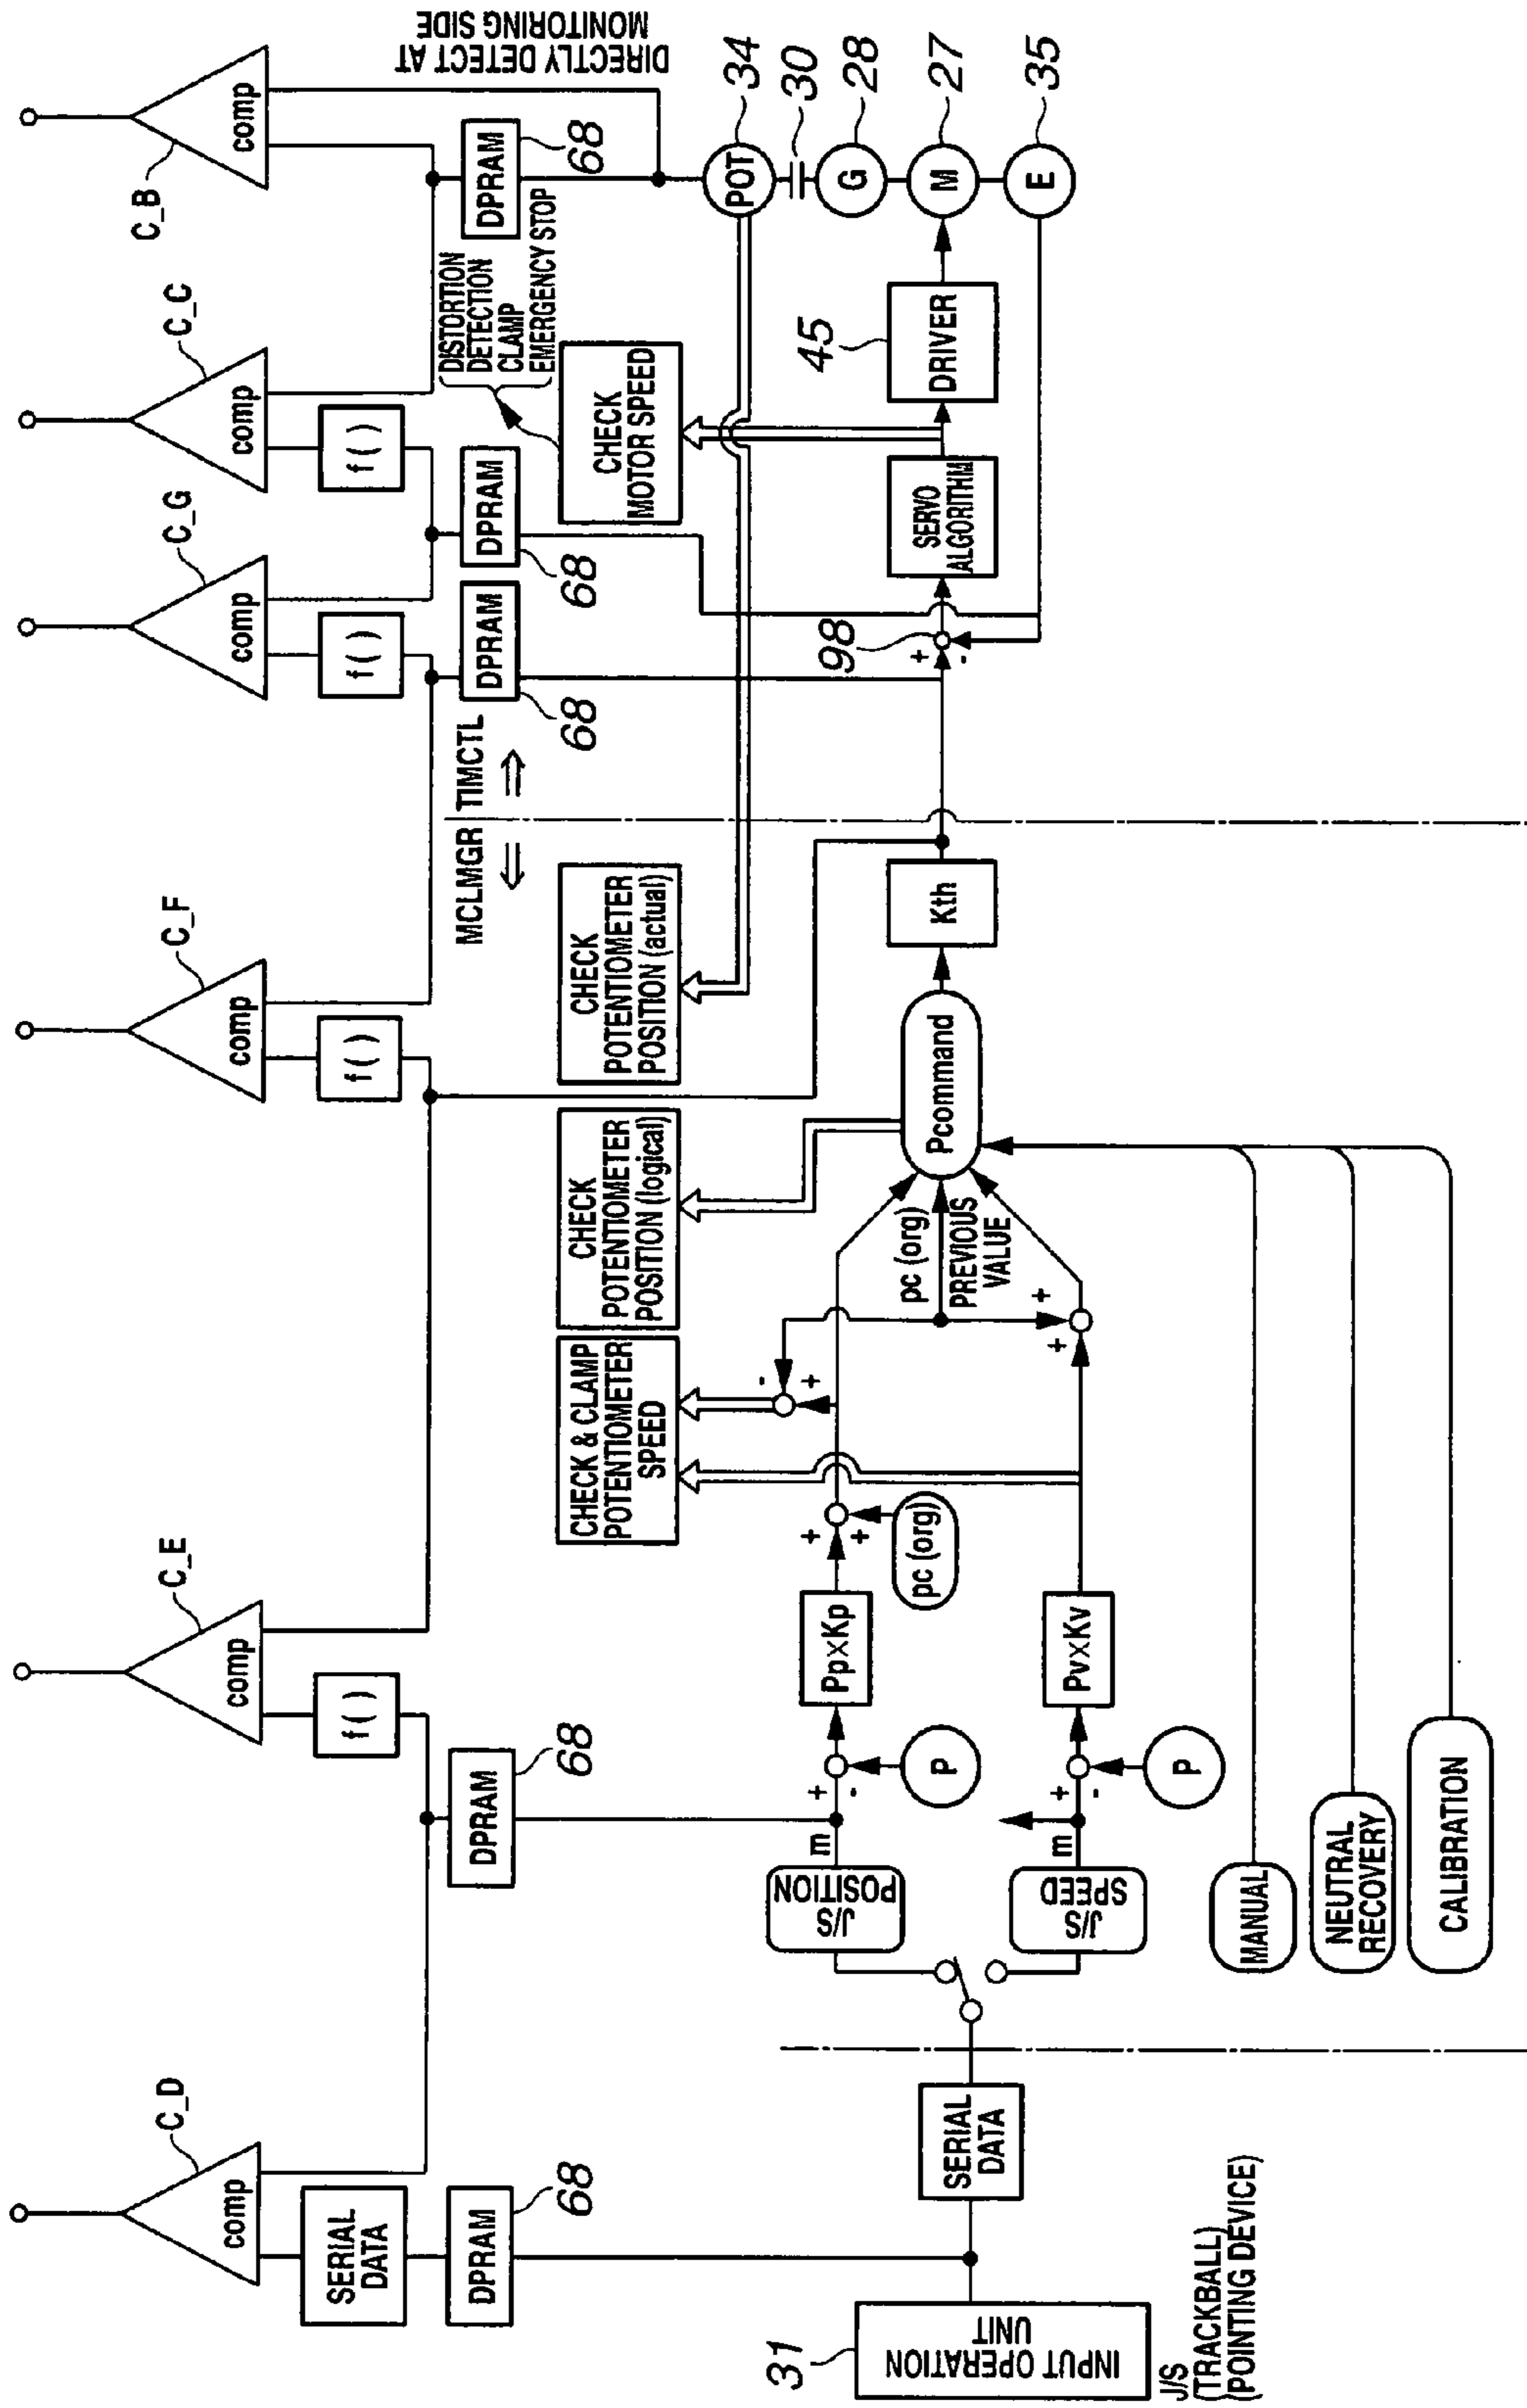 C_D
C_E
C_F
C_G
C_C
C_B
comp
comp
comp
comp
comp
comp
SERIAL
DATA
f ( )
f ( )
f ( )
f ( )
DPRAM
68
DPRAM
68
DPRAM
68
DPRAM
68
DPRAM
68
DIRECTLY DETECT AT
MONITORING SIDE
MCLMGR
TIMCTL
⇐
⇒
DISTORTION
DETECTION
CLAMP
EMERGENCY STOP
CHECK & CLAMP
POTENTIOMETER
SPEED
CHECK
POTENTIOMETER
POSITION (logical)
CHECK
POTENTIOMETER
POSITION (actual)
CHECK
MOTOR SPEED
31
INPUT OPERATION
UNIT
J/S
(TRACKBALL)
(POINTING DEVICE)
SERIAL
DATA
J/S
POSITION
m
+
-
P
Pp×Kp
+
+
pc (org)
-
+
J/S
SPEED
m
+
-
P
Pv×Kv
+
+
pc (org)
PREVIOUS
VALUE
Pcommand
Kth
+
-
98
SERVO
ALGORITHM
45
DRIVER
POT
34
30
G
28
M
27
E
35
MANUAL
NEUTRAL
RECOVERY
CALIBRATION